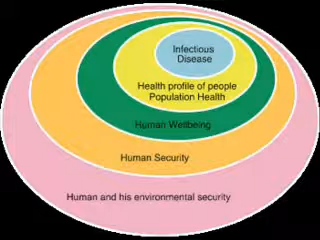 Infectious
Disease
Health profile of people
Population Health
Human Wellbeing
Human Security
Human and his environmental security